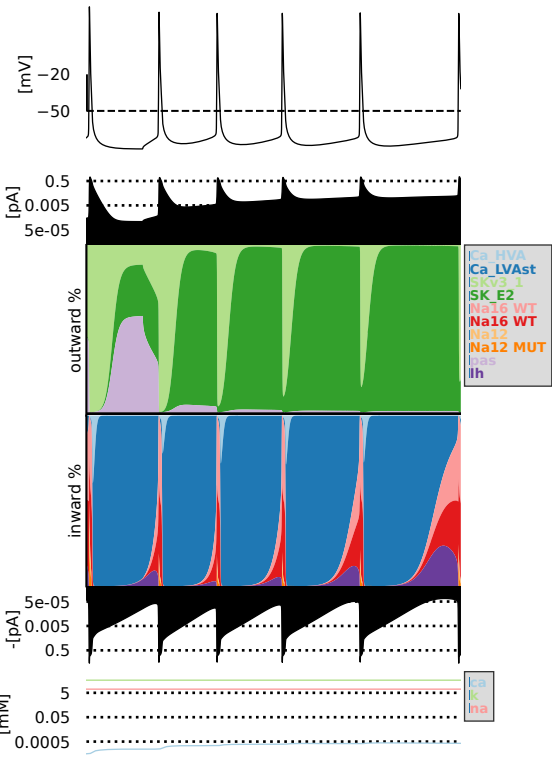 [mV]
−20
−50
[pA]
0.5
0.005
5e-05
outward %
Ca_HVA
Ca_LVAst
SKv3_1
SK_E2
Na16 WT
Na16 WT
Na12
Na12 MUT
pas
Ih
inward %
-[pA]
5e-05
0.005
0.5
[mM]
5
0.05
0.0005
ca
k
na